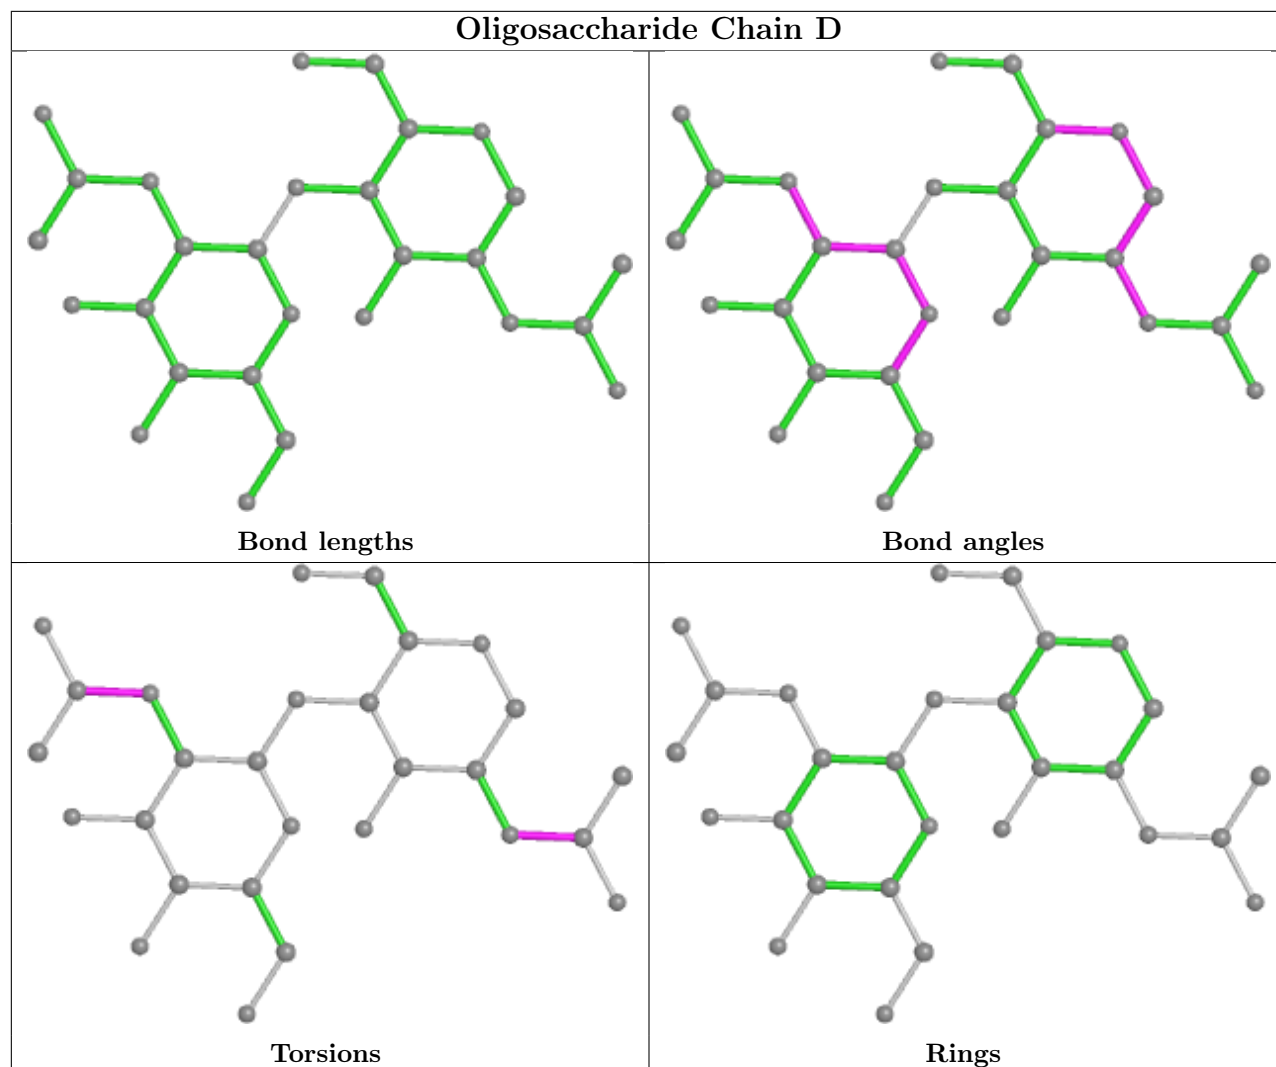 Oligosaccharide Chain D
Bond lengths
Bond angles
Torsions
Rings